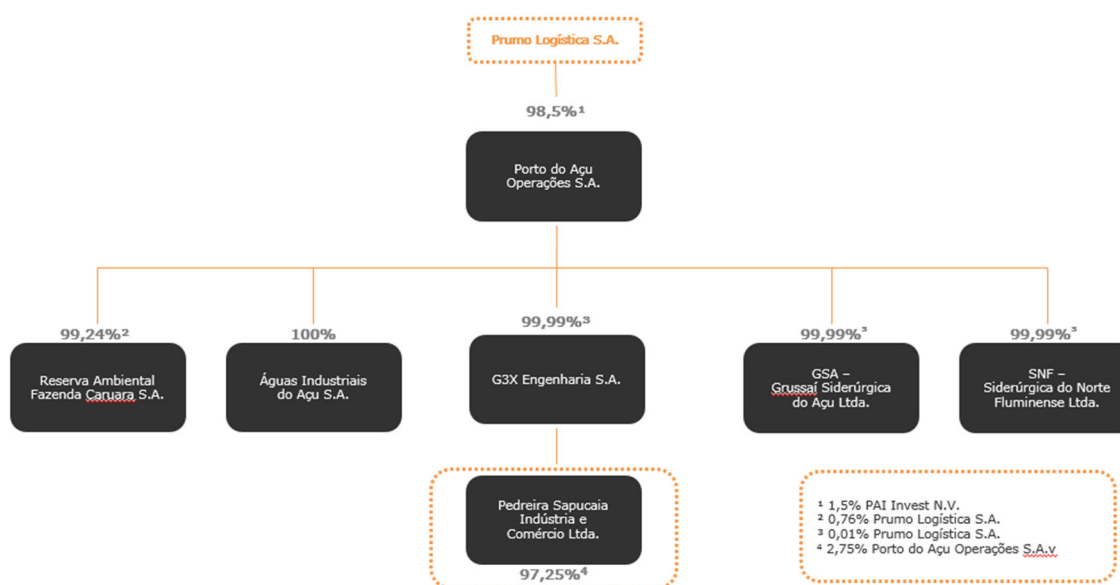 Prumo Logística S.A.
98,5%¹
Porto do Açu
Operações S.A.
99,24%²
100%
99,99%³
99,99%³
99,99%³
Reserva Ambiental
Fazenda Caruara S.A.
Águas Industriais
do Açu S.A.
G3X Engenharia S.A.
GSA –
Grussaí Siderúrgica
do Açu Ltda.
SNF –
Siderúrgica do Norte
Fluminense Ltda.
Pedreira Sapucaia
Indústria e
Comércio Ltda.
97,25%⁴
¹ 1,5% PAI Invest N.V.
² 0,76% Prumo Logística S.A.
³ 0,01% Prumo Logística S.A.
⁴ 2,75% Porto do Açu Operações S.A.v